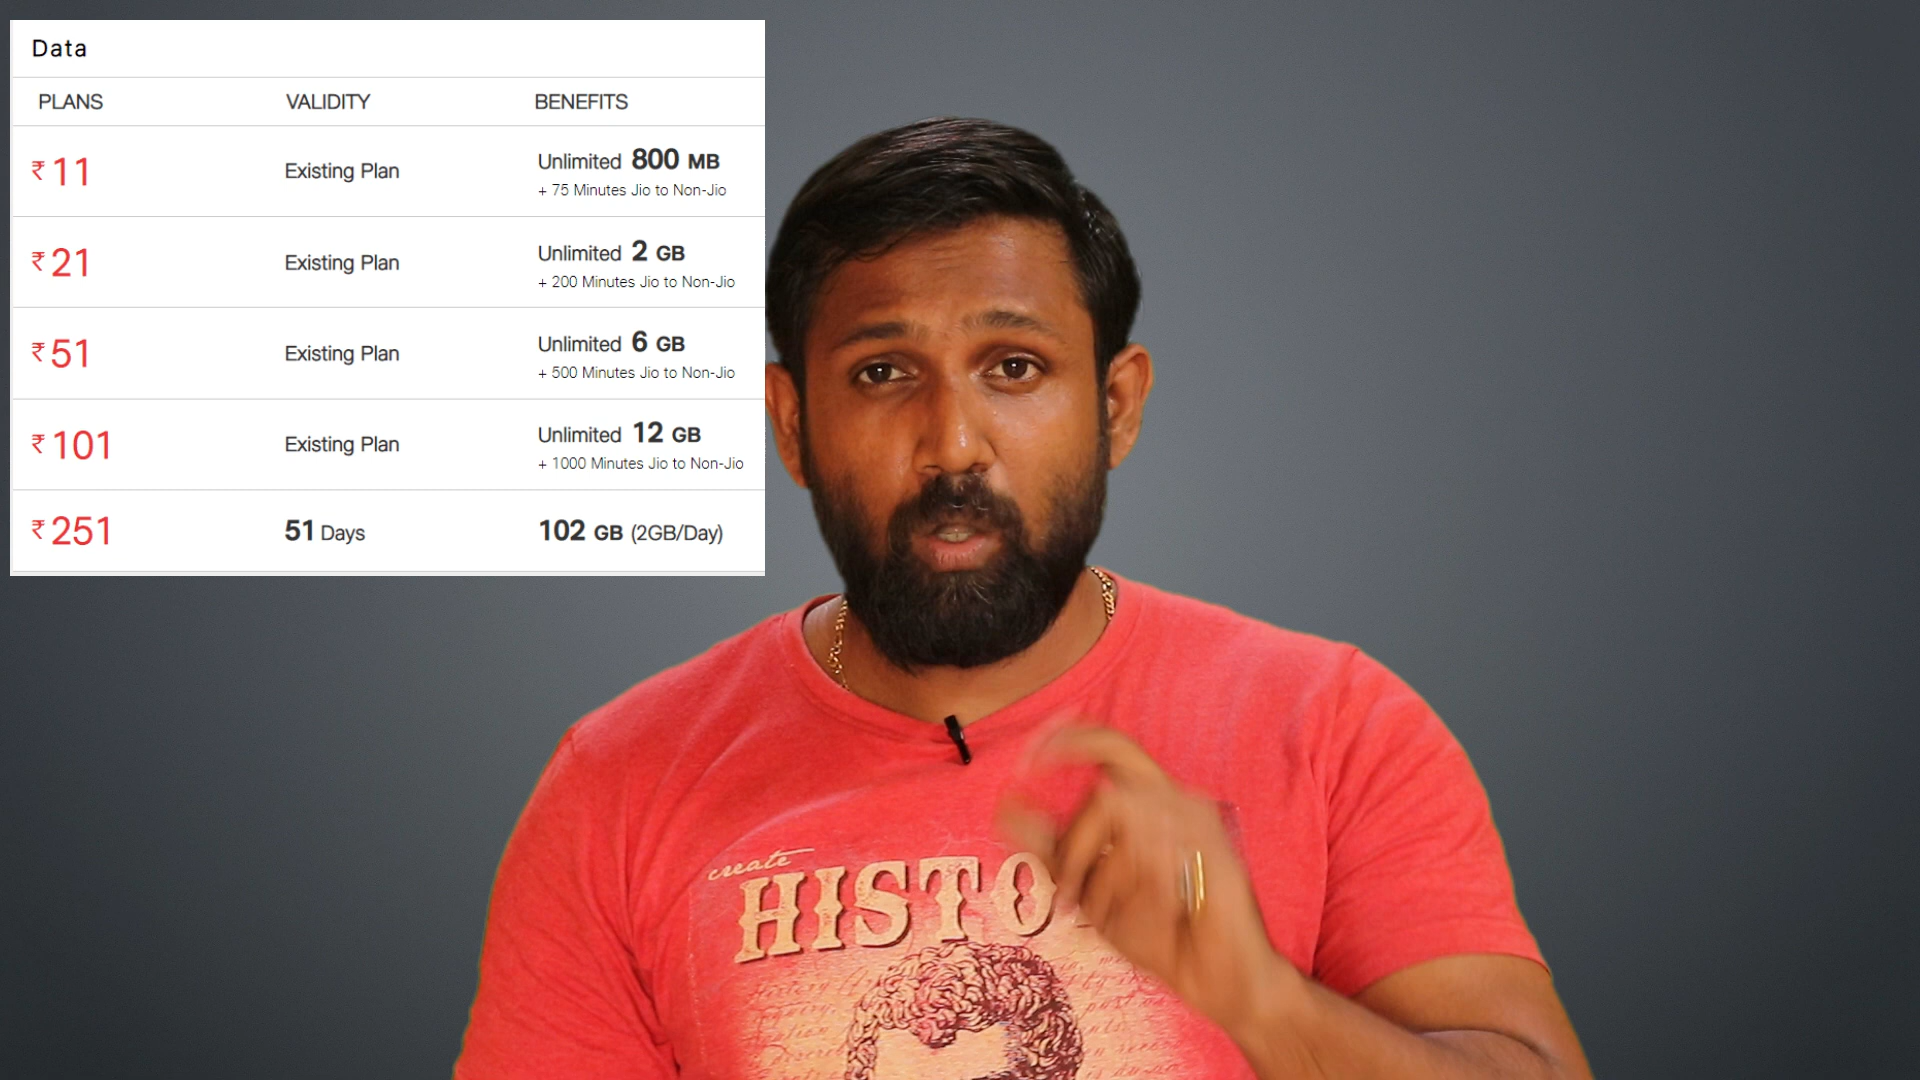 Data
PLANS VALIDITY BENEFITS
₹ 11 Existing Plan Unlimited 800 MB
+ 75 Minutes Jio to Non-Jio
₹ 21 Existing Plan Unlimited 2 GB
+ 200 Minutes Jio to Non-Jio
₹ 51 Existing Plan Unlimited 6 GB
+ 500 Minutes Jio to Non-Jio
₹ 101 Existing Plan Unlimited 12 GB
+ 1000 Minutes Jio to Non-Jio
₹ 251 51 Days 102 GB (2GB/Day)
create
HISTO